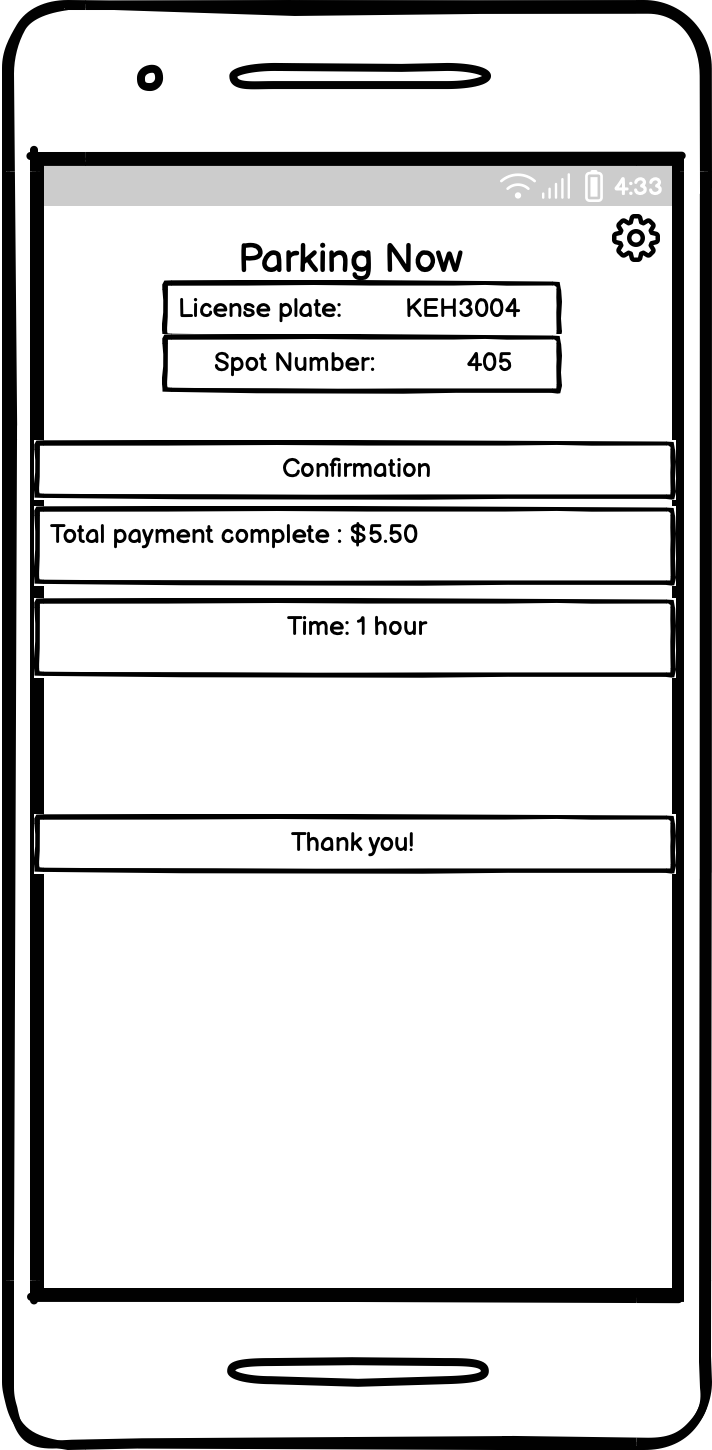 4:33
Parking Now
License plate: KEH3004
Spot Number: 405
Confirmation
Total payment complete : $5.50
Time: 1 hour
Thank you!